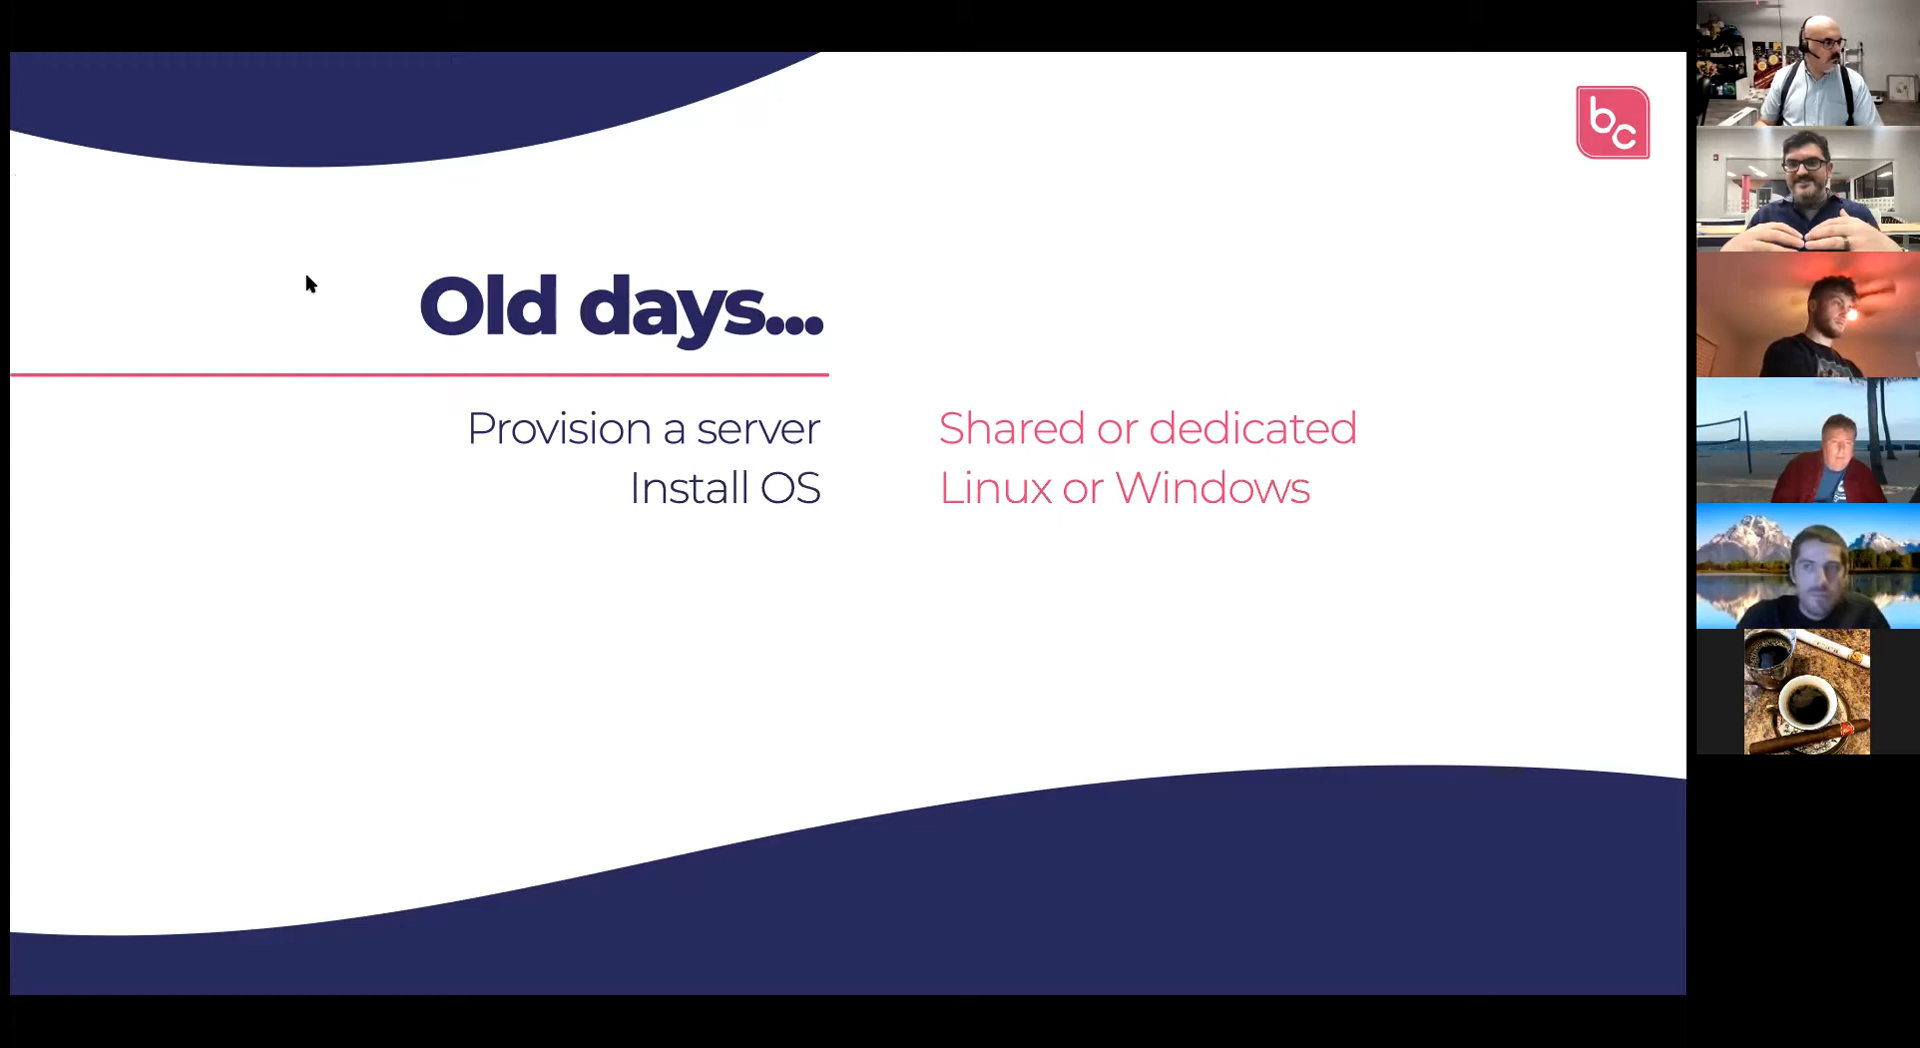 bc
Old days...
Provision a server
Shared or dedicated
Install OS
Linux or Windows